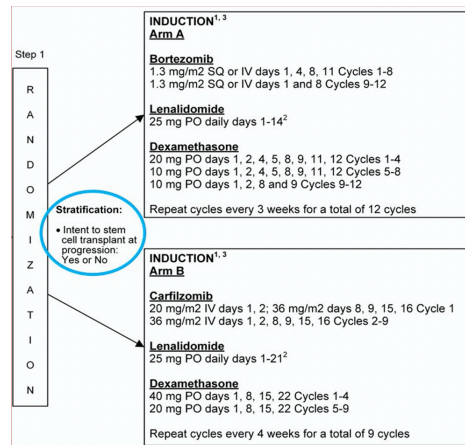 Step 1
RANDOMIZATION
Stratification:
• Intent to stem
cell transplant at
progression:
Yes or No
INDUCTION1, 3
Arm A
Bortezomib
1.3 mg/m2 SQ or IV days 1, 4, 8, 11 Cycles 1-8
1.3 mg/m2 SQ or IV days 1 and 8 Cycles 9-12
Lenalidomide
25 mg PO daily days 1-14²
Dexamethasone
20 mg PO days 1, 2, 4, 5, 8, 9, 11, 12 Cycles 1-4
10 mg PO days 1, 2, 4, 5, 8, 9, 11, 12 Cycles 5-8
10 mg PO days 1, 2, 8 and 9 Cycles 9-12
Repeat cycles every 3 weeks for a total of 12 cycles
INDUCTION1, 3
Arm B
Carfilzomib
20 mg/m2 IV days 1, 2; 36 mg/m2 days 8, 9, 15, 16 Cycle 1
36 mg/m2 IV days 1, 2, 8, 9, 15, 16 Cycles 2-9
Lenalidomide
25 mg PO daily days 1-21²
Dexamethasone
40 mg PO days 1, 8, 15, 22 Cycles 1-4
20 mg PO days 1, 8, 15, 22 Cycles 5-9
Repeat cycles every 4 weeks for a total of 9 cycles